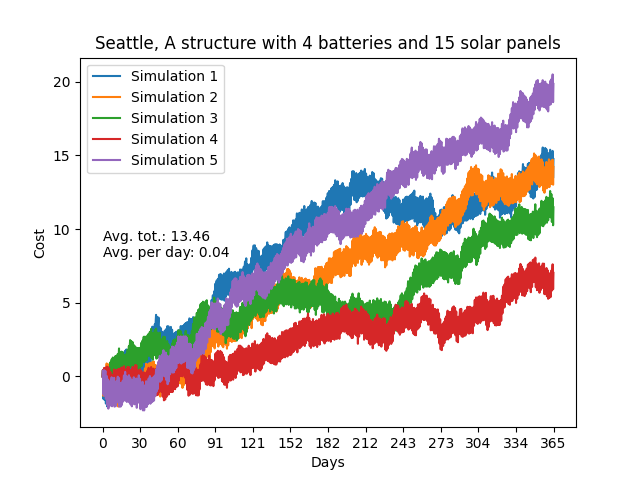 Seattle, A structure with 4 batteries and 15 solar panels
Simulation 1
Simulation 2
Simulation 3
Simulation 4
Simulation 5
Avg. tot.: 13.46
Avg. per day: 0.04
Cost
20
15
10
5
0
0 30 60 91 121 152 182 212 243 273 304 334 365
Days